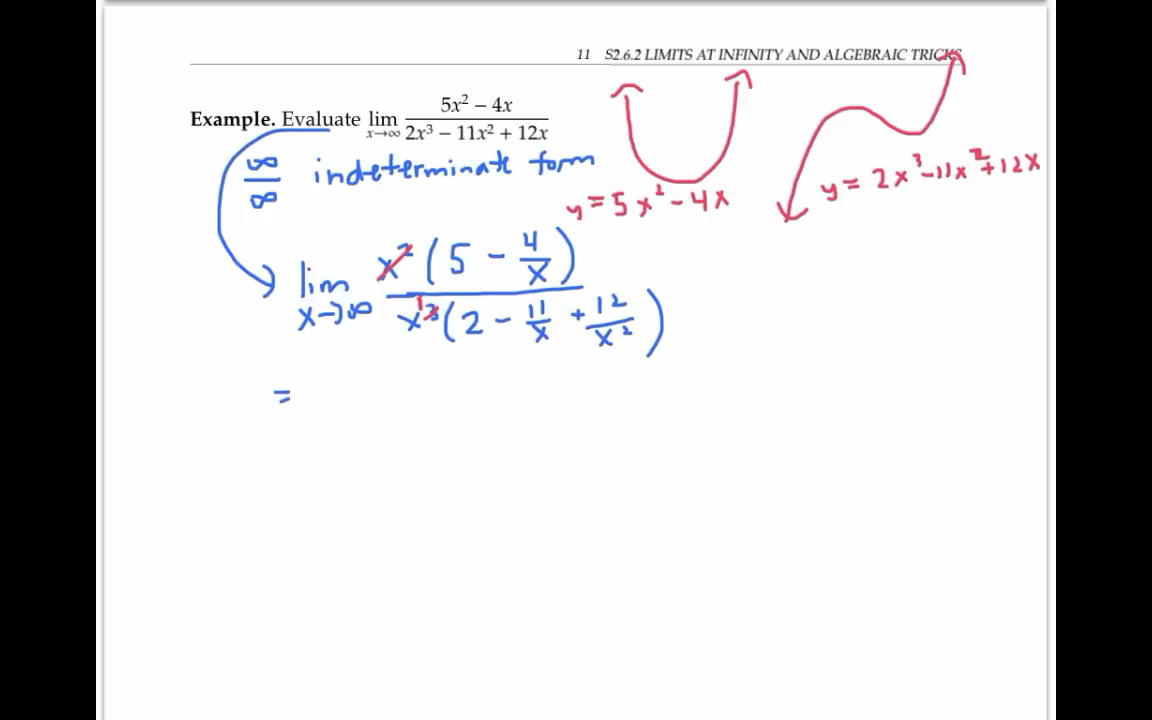 11 S2.6.2 LIMITS AT INFINITY AND ALGEBRAIC TRICKS
Example. Evaluate lim x→∞ (5x² − 4x)/(2x³ − 11x² + 12x)
∞/∞ indeterminate form
y = 5x² - 4x
y = 2x³ - 11x² + 12x
lim x→∞ x²(5 - 4/x)
x³ 1 (2 - 11/x + 12/x²)
=